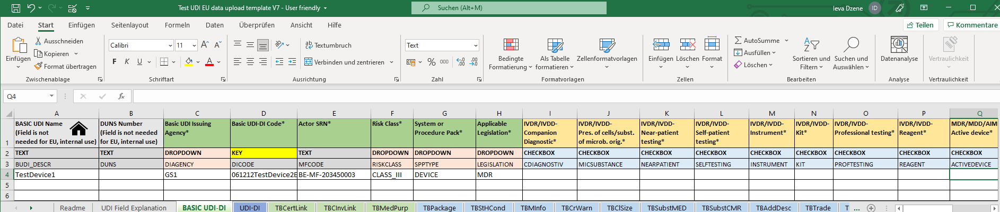 Test UDI EU data upload template V7 - User friendly
Suchen (Alt+M)
Ieva Dzene
ID
Datei
Start
Einfügen
Seitenlayout
Formeln
Daten
Überprüfen
Ansicht
Hilfe
Teilen
Kommentare
Einfügen
Ausschneiden
Kopieren
Format übertragen
Zwischenablage
Calibri
11
F K U
Schriftart
Textumbruch
Verbinden und zentrieren
Ausrichtung
Text
% 000
Zahl
Bedingte
Formatierung
Als Tabelle
formatieren
Zellenformatvorlagen
Formatvorlagen
Einfügen
Löschen
Format
Zellen
AutoSumme
Ausfüllen
Löschen
Sortieren und
Filtern
Suchen und
Auswählen
Bearbeiten
Datenanalyse
Analyse
Vertraulichkeit
Vertraulichkeit
Q4
fx
A B C D E F G H I J K L M N O P Q
1
BASIC UDI Name
(Field is not
needed for EU, internal use)
DUNS Number
(Field is not needed
for EU, internal use)
Basic UDI Issuing
Agency*
Basic UDI-DI Code*
Actor SRN*
Risk Class*
System or
Procedure Pack*
Applicable
Legislation*
IVDR/IVDD-
Companion
Diagnostic*
IVDR/IVDD-
Pres. of cells/subst.
of microb. orig.*
IVDR/IVDD-
Near-patient
testing*
IVDR/IVDD-
Self-patient
testing*
IVDR/IVDD-
Instrument*
IVDR/IVDD-
Kit*
IVDR/IVDD-
Professional testing*
IVDR/IVDD-
Reagent*
MDR/MDD/AIM
Active device*
2 TEXT TEXT DROPDOWN KEY TEXT DROPDOWN DROPDOWN DROPDOWN CHECKBOX CHECKBOX CHECKBOX CHECKBOX CHECKBOX CHECKBOX CHECKBOX CHECKBOX CHECKBOX
3 BUDI_DESCR DUNS DIAGENCY DICODE MFCODE RISKCLASS SPPTYPE LEGISLATION CDIAGNOSTIV MICSUBSTANCE NEARPATIENT SELFTESTING INSTRUMENT KIT PROFTESTING REAGENT ACTIVEDEVICE
4 TestDevice1 GS1 061212TestDevice2E BE-MF-203450003 CLASS_III DEVICE MDR
5
6
Readme UDI Field Explanation BASIC UDI-DI UDI-DI TBCertLink TBCInvLink TBMedPurp TBPackage TBStHCond TBMInfo TBCrWarn TBClSize TBSubstMED TBSubstCMR TBAddDesc TBTrade T ...